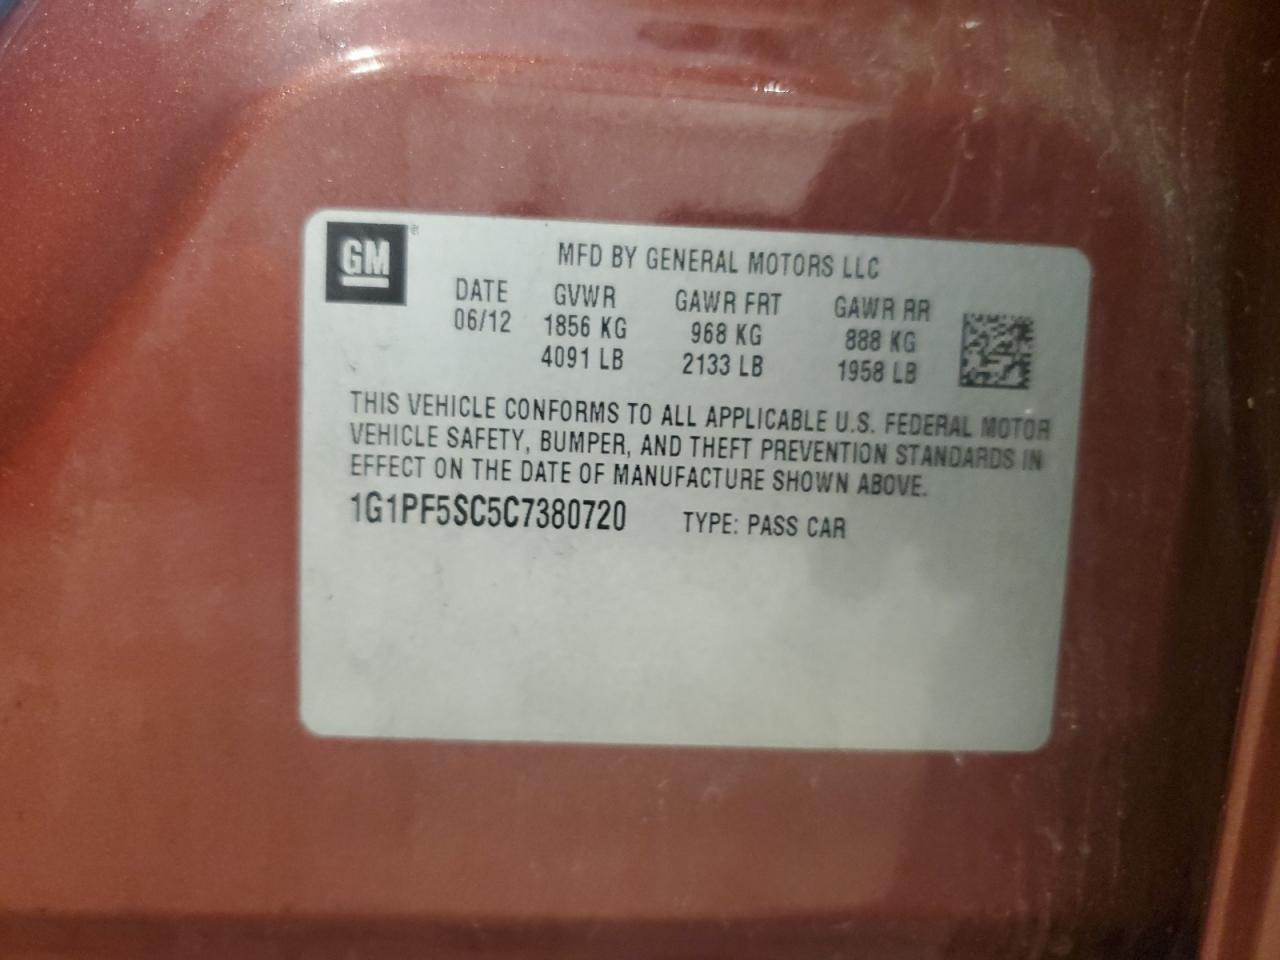 GM®
MFD BY GENERAL MOTORS LLC
DATE GVWR GAWR FRT GAWR RR
06/12 1856 KG 968 KG 888 KG
4091 LB 2133 LB 1958 LB
THIS VEHICLE CONFORMS TO ALL APPLICABLE U.S. FEDERAL MOTOR
VEHICLE SAFETY, BUMPER, AND THEFT PREVENTION STANDARDS IN
EFFECT ON THE DATE OF MANUFACTURE SHOWN ABOVE.
1G1PF5SC5C7380720 TYPE: PASS CAR